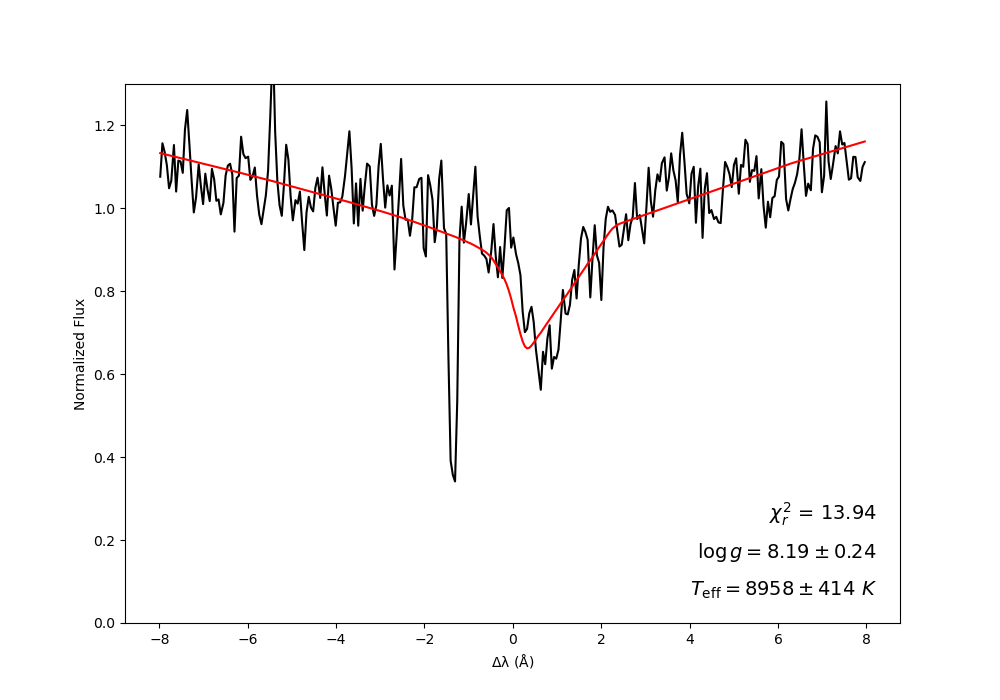 1.2
1.0
0.8
0.6
0.4
0.2
0.0
Normalized Flux
χ²ᵣ = 13.94
log g = 8.19 ± 0.24
T_eff = 8958 ± 414 K
−8 −6 −4 −2 0 2 4 6 8
Δλ (Å)